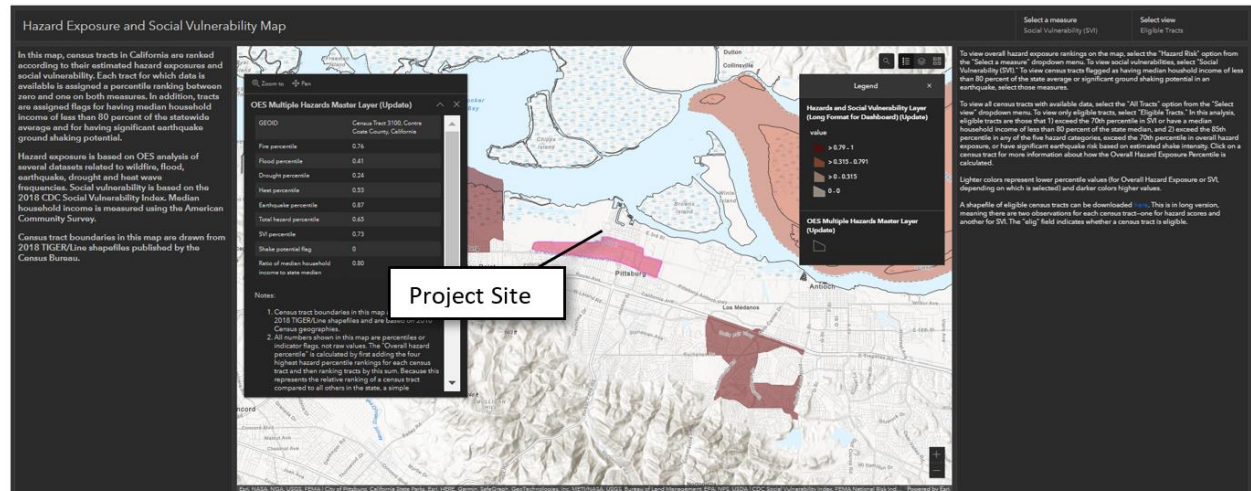 Hazard Exposure and Social Vulnerability Map
Select a measure
Social Vulnerability (SVI)
Select view
Eligible Tracts
In this map, census tracts in California are ranked
according to their estimated hazard exposures and
social vulnerability. Each tract for which data is
available is assigned a percentile ranking between
zero and one on both measures. In addition, tracts
are assigned flags for having median household
income of less than 80 percent of the statewide
average and for having significant earthquake
ground shaking potential.
Hazard exposure is based on OES analysis of
several datasets related to wildfire, flood,
earthquake, drought and heat wave
frequencies. Social vulnerability is based on the
2018 CDC Social Vulnerability Index. Median
household income is measured using the American
Community Survey.
Census tract boundaries in this map are drawn from
2018 TIGER/Line shapefiles published by the
Census Bureau.
Zoom to Pan
OES Multiple Hazards Master Layer (Update)
GEOID Census Tract 3100, Contra
Costa County, California
Fire percentile 0.76
Flood percentile 0.41
Drought percentile 0.24
Heat percentile 0.53
Earthquake percentile 0.87
Total hazard percentile 0.65
SVI percentile 0.73
Shake potential flag 0
Ratio of median household 0.80
income to state median
Notes:
1. Census tract boundaries in this map
2018 TIGER/Line shapefiles and are based on 2010
Census geographies.
2. All numbers shown in this map are percentiles or
indicator flags, not raw values. The "Overall hazard
percentile" is calculated by first adding the four
highest hazard percentile rankings for each census
tract and then ranking tracts by this sum. Because this
represents the relative ranking of a census tract
compared to all others in the state, a simple
Dutton
Collinsville
Chipps
Island
Winter
Island
Browns
Island
E 3rd St
Pittsburg
Antioch
Los Medanos
California Ave
Buchanan Rd
Project Site
Concord
Walnut Ave
Chestnut Ave
Legend
Hazards and Social Vulnerability Layer
(Long Format for Dashboard) (Update)
value
> 0.79 - 1
> 0.315 - 0.791
> 0 - 0.315
0 - 0
OES Multiple Hazards Master Layer
(Update)
To view overall hazard exposure rankings on the map, select the "Hazard Risk" option from
the "Select a measure" dropdown menu. To view social vulnerabilities, select "Social
Vulnerability (SVI)." To view census tracts flagged as having median household income of less
than 80 percent of the state average or significant ground shaking potential in an
earthquake, select those measures.
To view all census tracts with available data, select the "All Tracts" option from the "Select
view" dropdown menu. To view only eligible tracts, select "Eligible Tracts." In this analysis,
eligible tracts are those that 1) exceed the 70th percentile in SVI or have a median
household income of less than 80 percent of the state median, and 2) exceed the 85th
percentile in any of the five hazard categories, exceed the 70th percentile in overall hazard
exposure, or have significant earthquake risk based on estimated shake intensity. Click on a
census tract for more information about how the Overall Hazard Exposure Percentile is
calculated.
Lighter colors represent lower percentile values (for Overall Hazard Exposure or SVI,
depending on which is selected) and darker colors higher values.
A shapefile of eligible census tracts can be downloaded here. This is in long version,
meaning there are two observations for each census tract–one for hazard scores and
another for SVI. The "elig" field indicates whether a census tract is eligible.
Powered by Esri